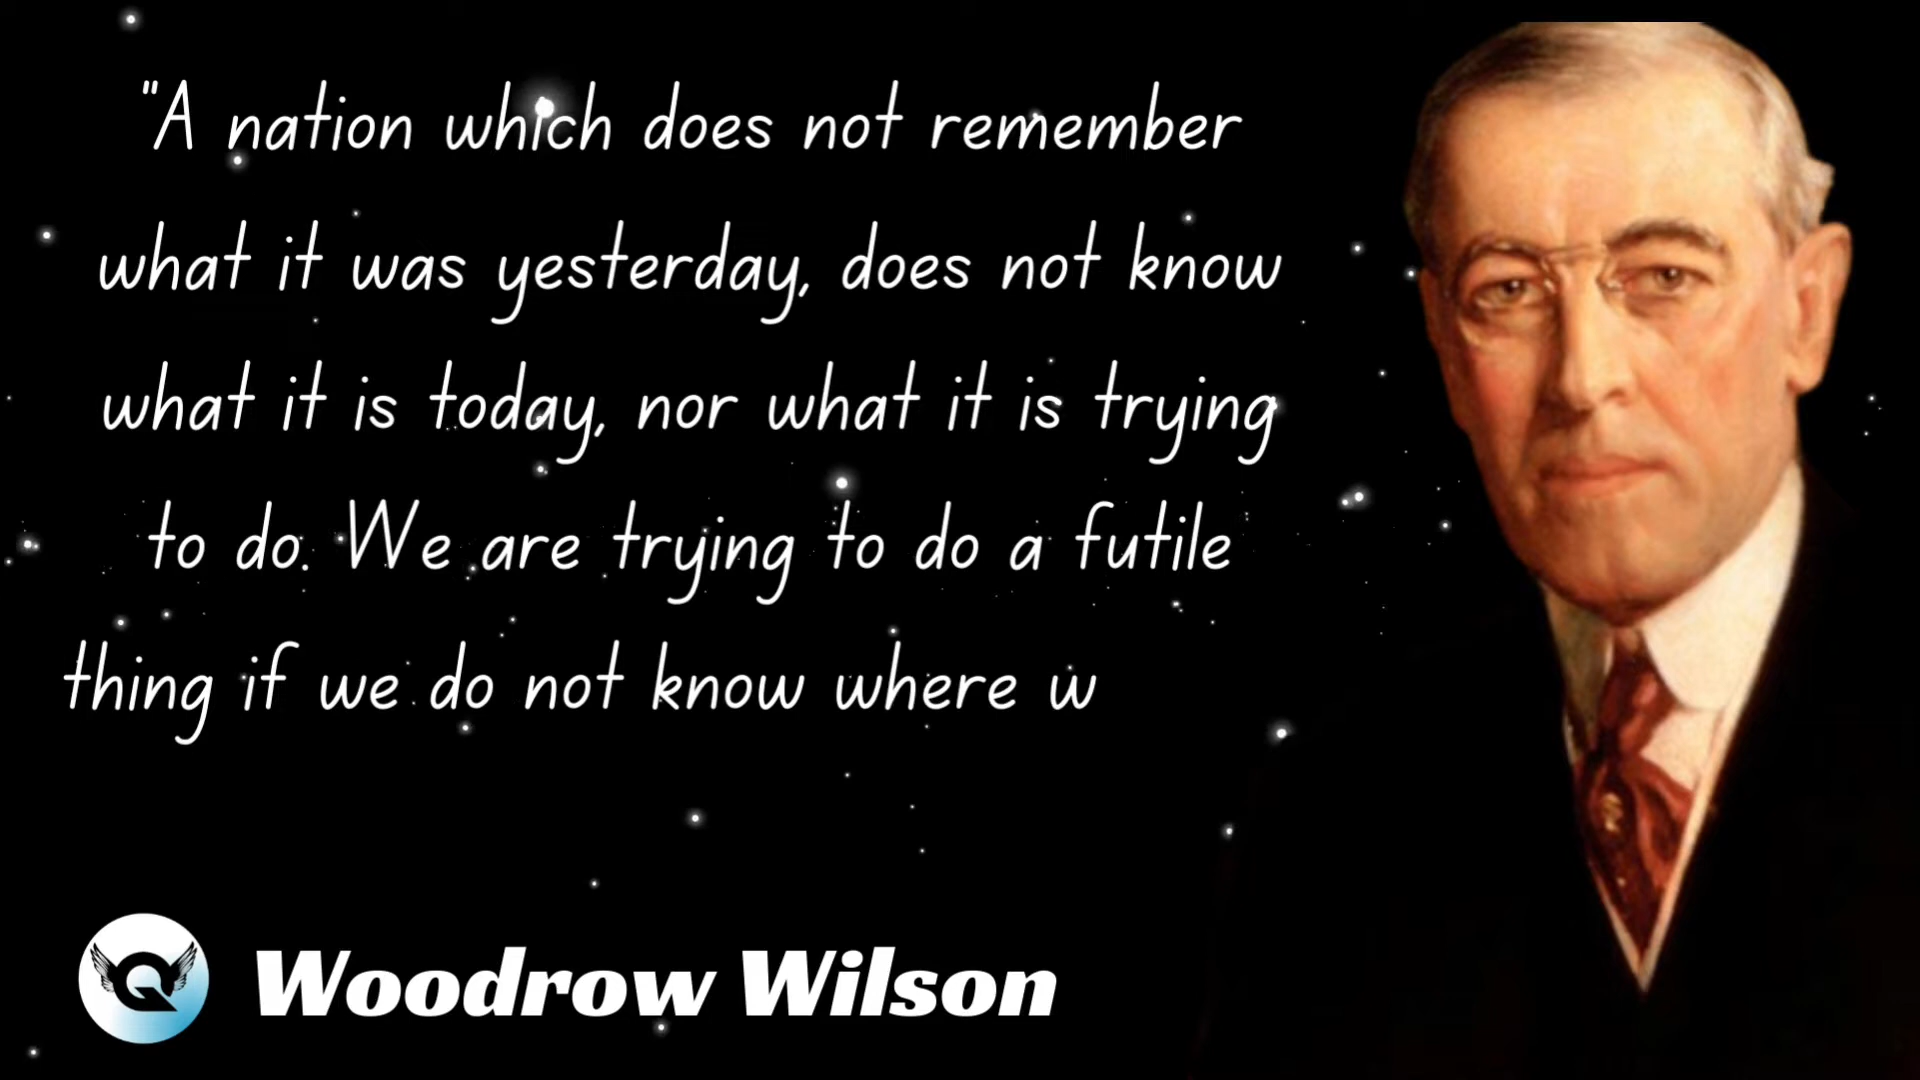 "A nation which does not remember
what it was yesterday, does not know
what it is today, nor what it is trying
to do. We are trying to do a futile
thing if we do not know where w
Q
Woodrow Wilson